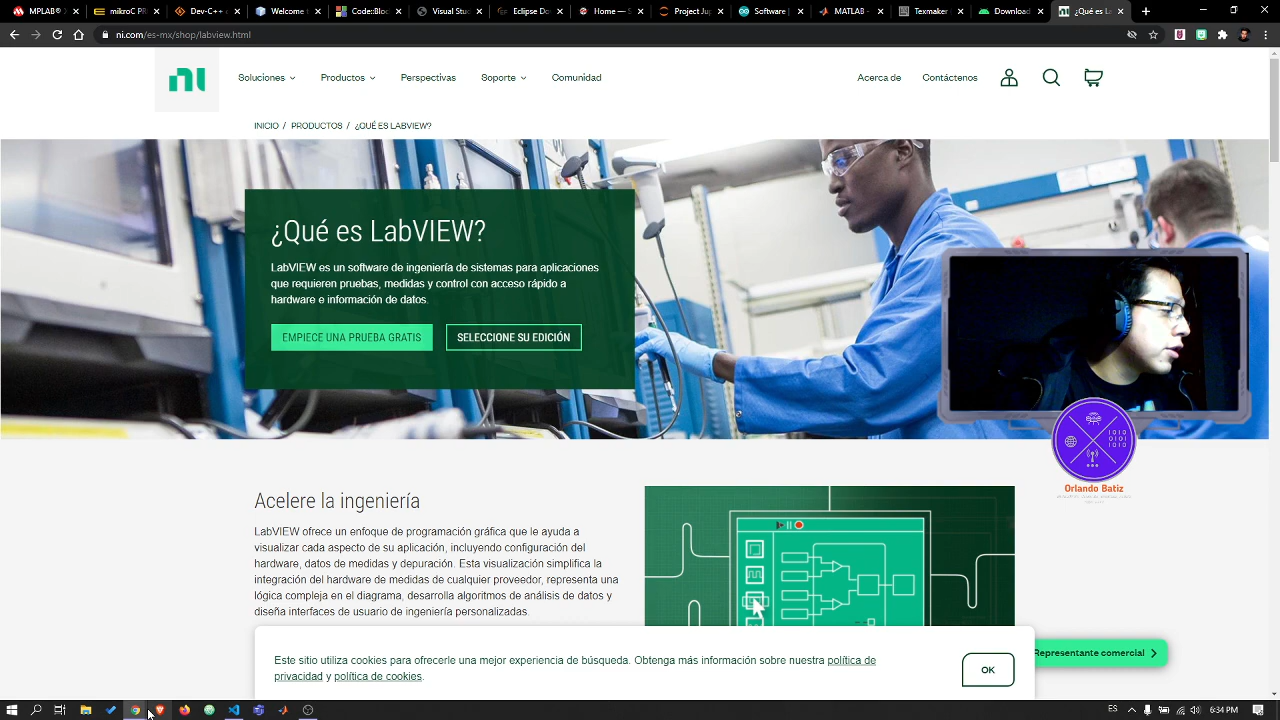 MPLAB®
mikroC PR
Dev-C++
Welcome
Code::Bloc
Visual Stuc
Eclipse Do
Home — S
Project Jup
Arduino
Software |
MATLAB -
Texmaker
Download
¿Qué es La
ni.com/es-mx/shop/labview.html
ni
Soluciones Productos Perspectivas Soporte Comunidad Acerca de Contáctenos
INICIO / PRODUCTOS / ¿QUÉ ES LABVIEW?
¿Qué es LabVIEW?
LabVIEW es un software de ingeniería de sistemas para aplicaciones
que requieren pruebas, medidas y control con acceso rápido a
hardware e información de datos.
EMPIECE UNA PRUEBA GRATIS SELECCIONE SU EDICIÓN
1010
0101
1010
Orlando Batiz
Acelere la ingeniería
LabVIEW ofrece un enfoque de programación gráfica que le ayuda a
visualizar cada aspecto de su aplicación, incluyendo configuración del
hardware, datos de medidas y depuración. Esta visualización simplifica la
integración del hardware de medidas de cualquier proveedor, representa una
lógica compleja en el diagrama, desarrolla algoritmos de análisis de datos y
diseña interfaces de usuario de ingeniería personalizadas.
Este sitio utiliza cookies para ofrecerle una mejor experiencia de búsqueda. Obtenga más información sobre nuestra política de
privacidad y política de cookies.
OK
Representante comercial
ES
6:34 PM